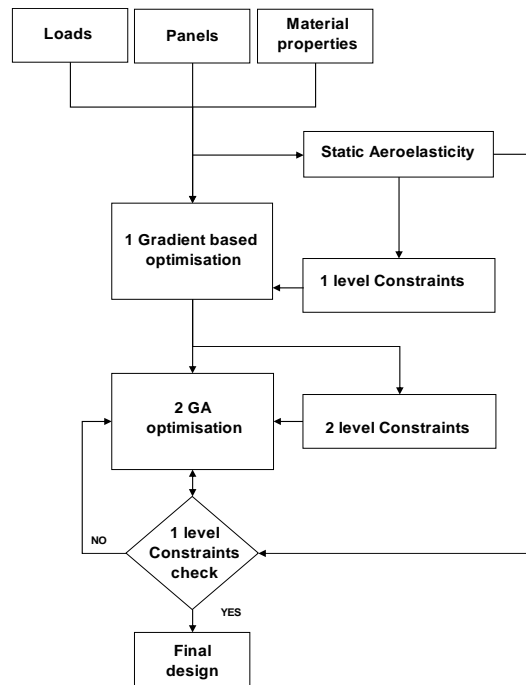 Loads
Panels
Material
properties
Static Aeroelasticity
1 Gradient based
optimisation
1 level Constraints
2 GA
optimisation
2 level Constraints
1 level
Constraints
check
NO
YES
Final
design